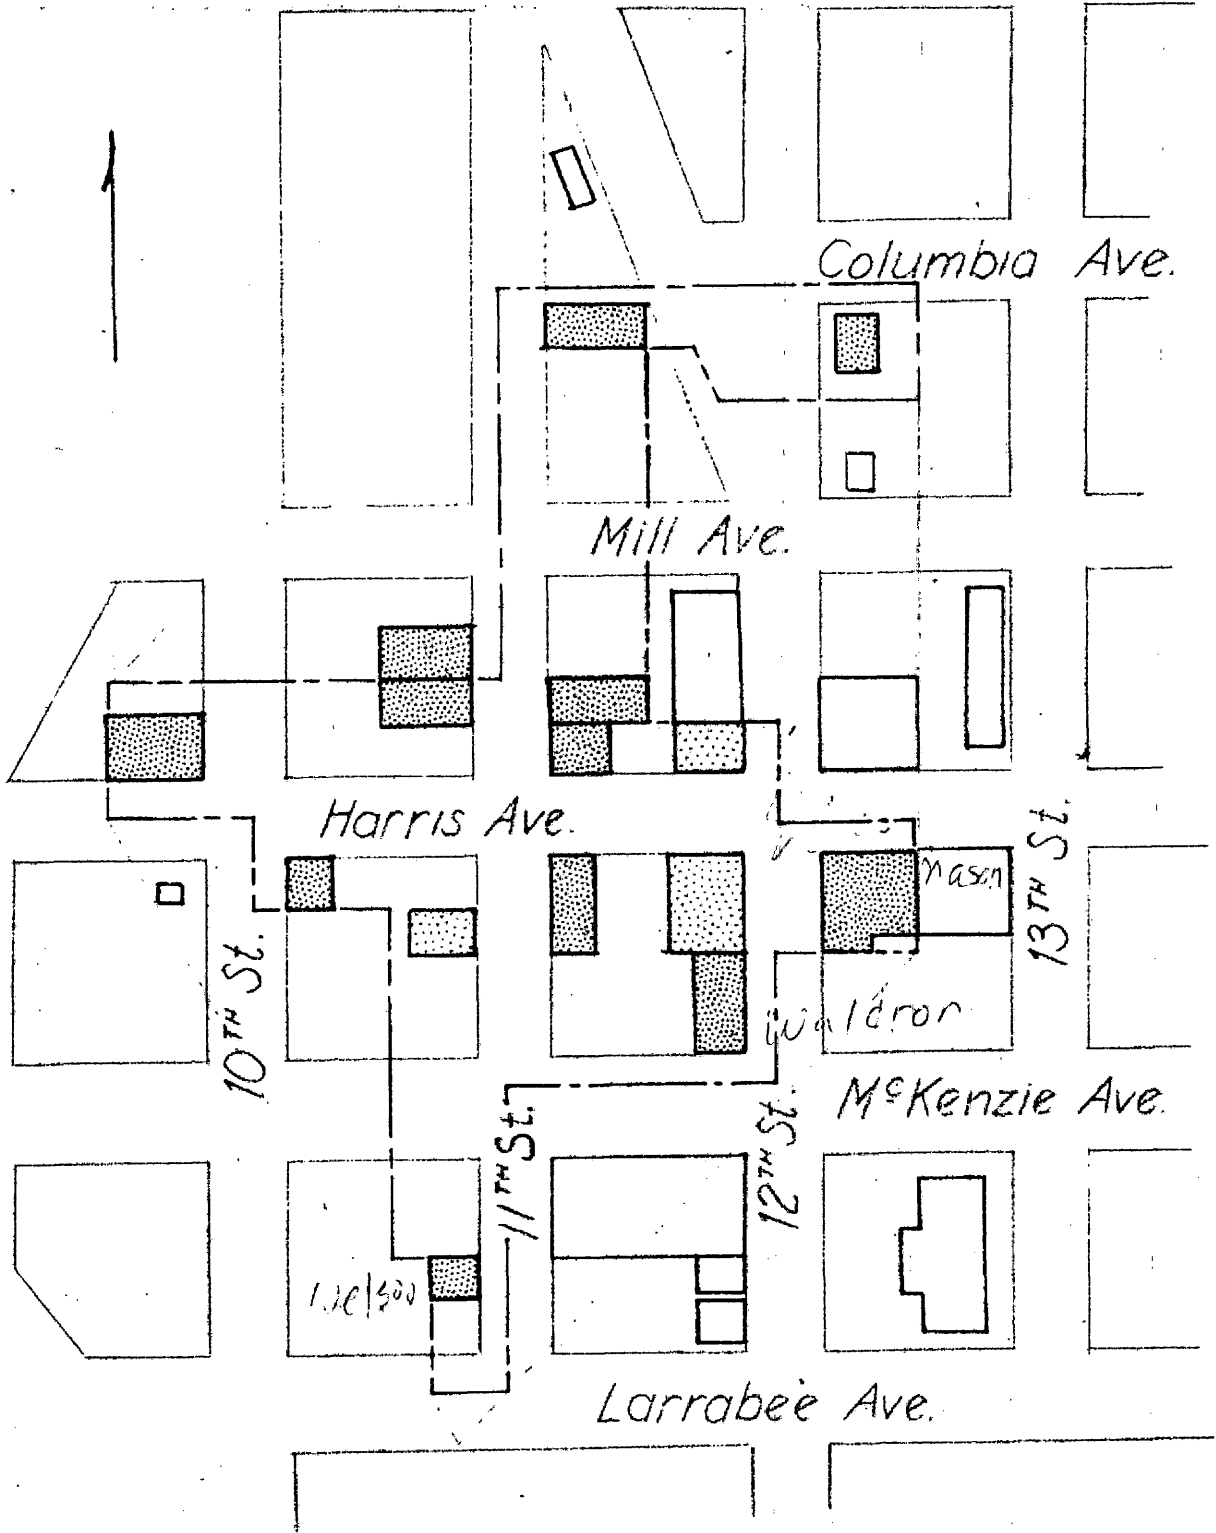 Columbia Ave.
Mill Ave.
Harris Ave.
13TH St.
Mason
10TH St.
Waldron
McKenzie Ave.
11TH St.
12TH St.
Nelson
Larrabee Ave.